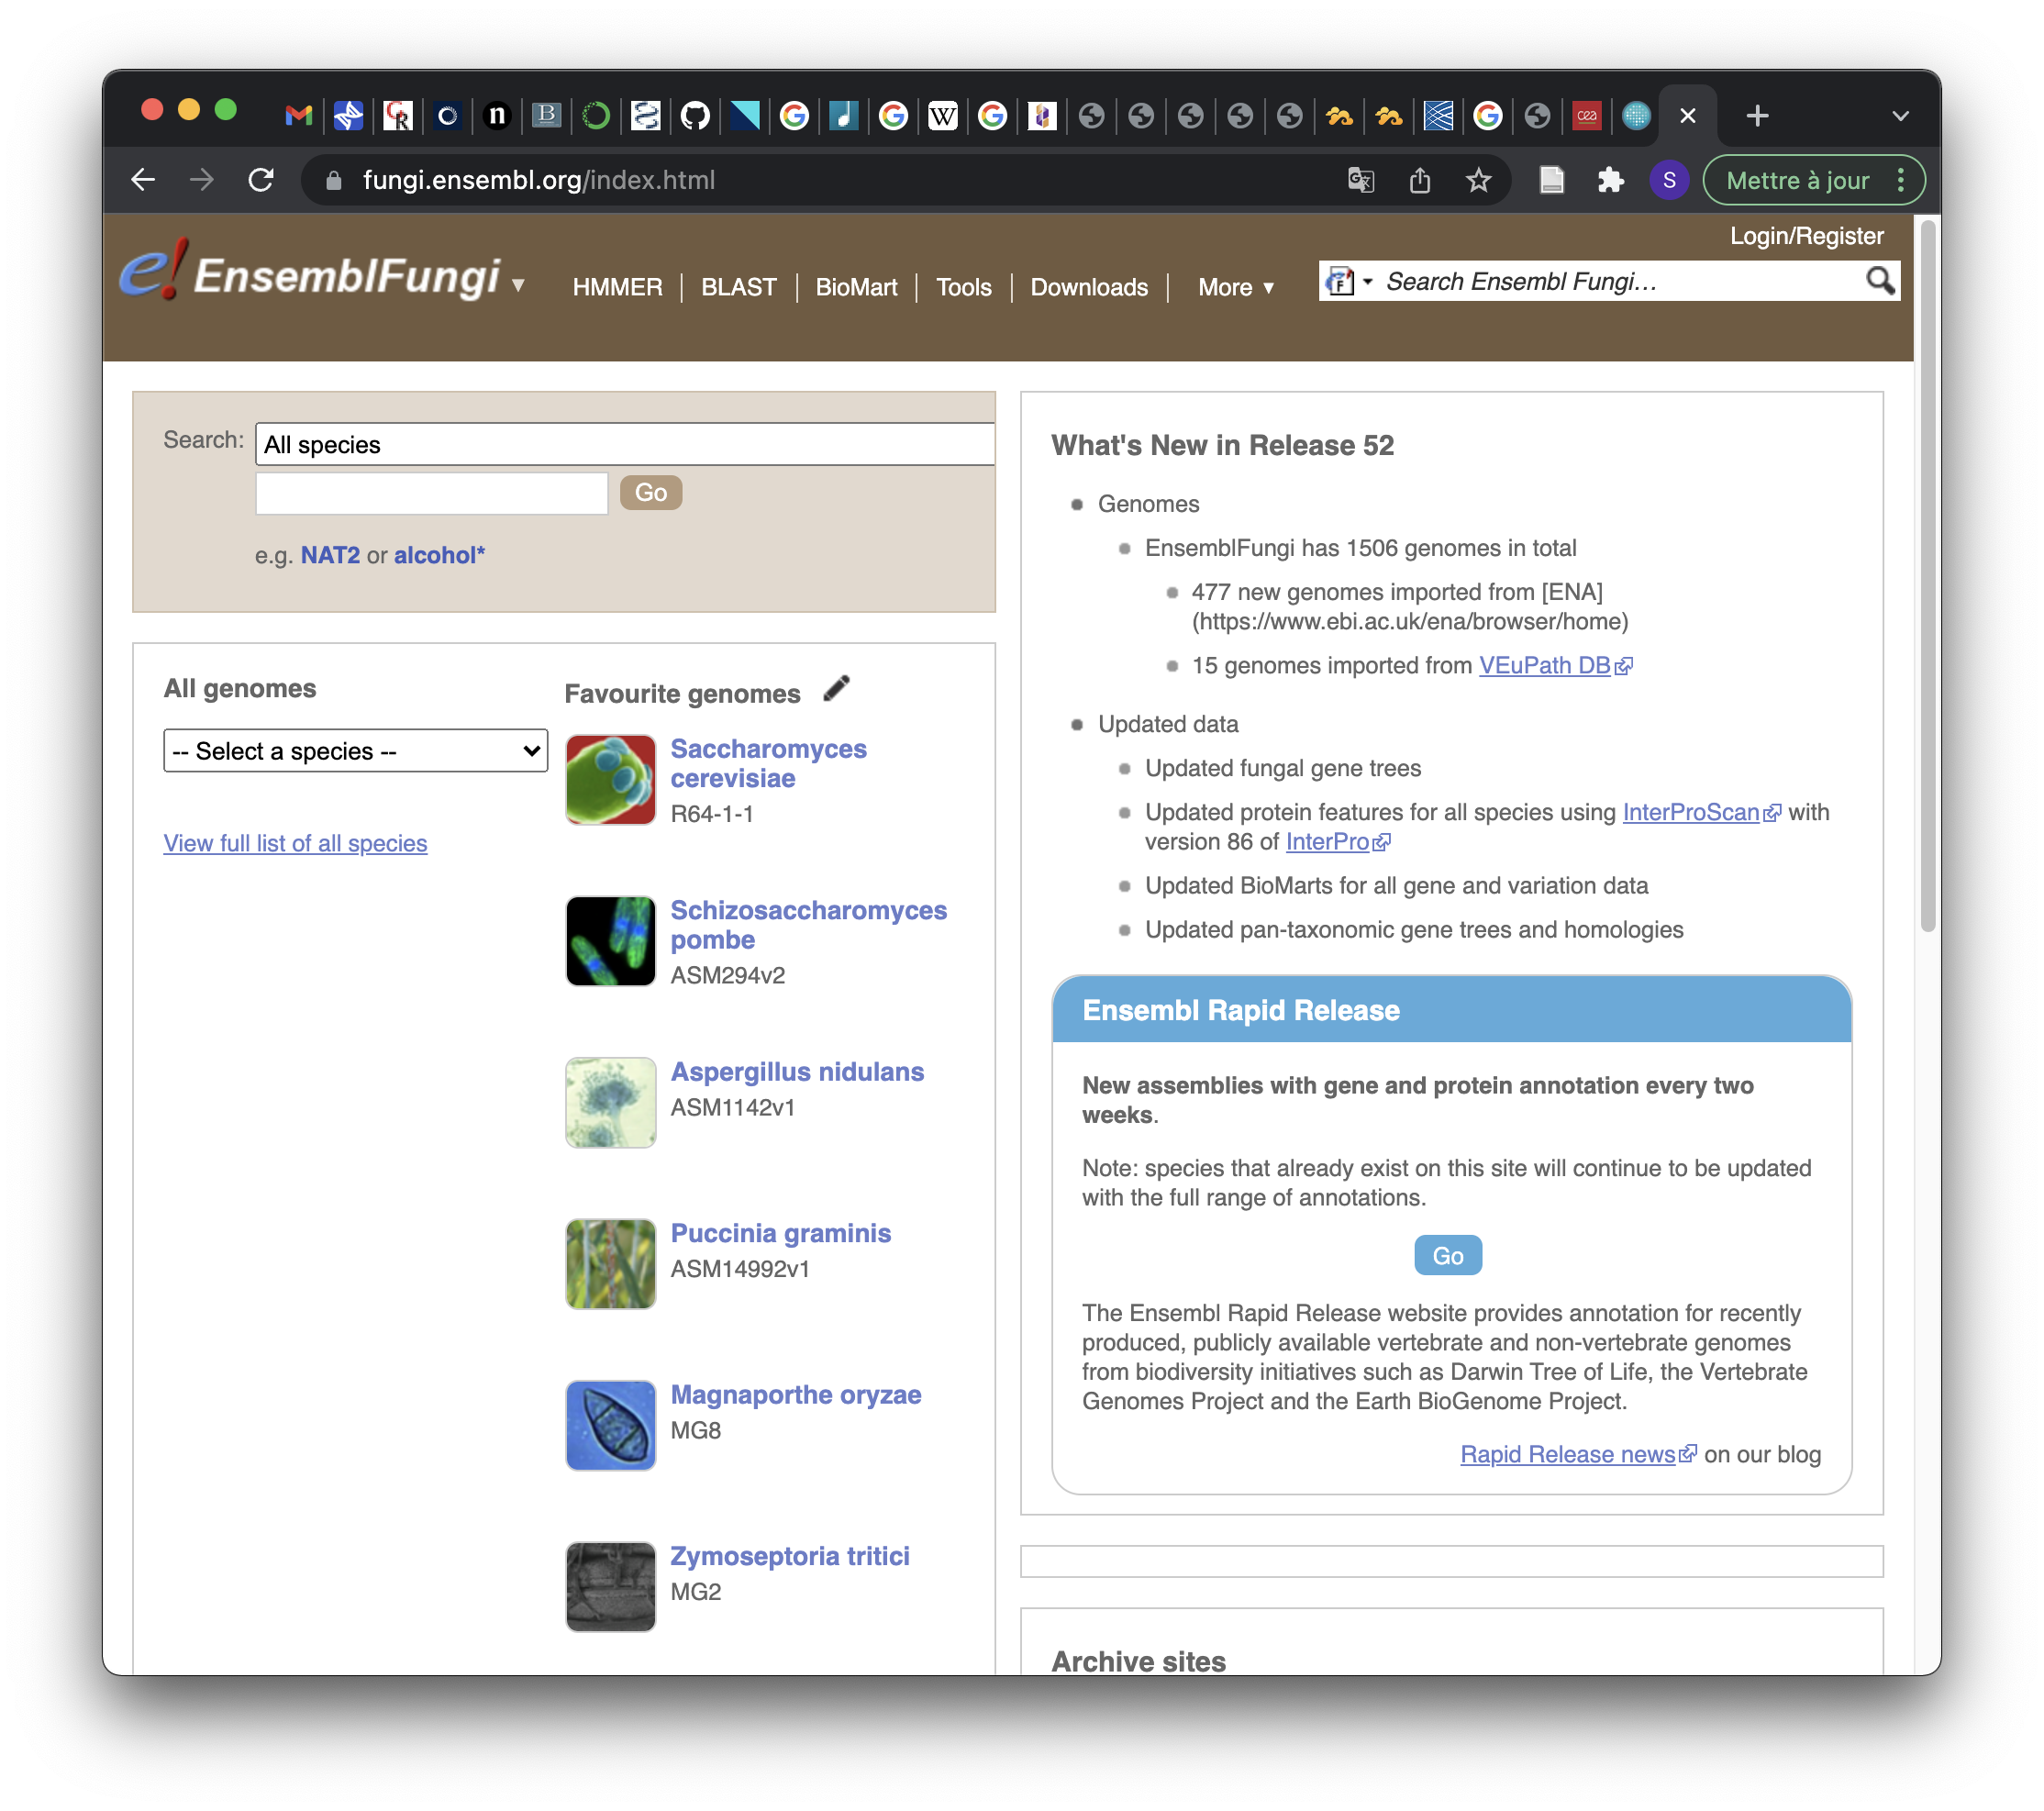 fungi.ensembl.org/index.html
Mettre à jour
Login/Register
e! EnsemblFungi
HMMER
BLAST
BioMart
Tools
Downloads
More
Search Ensembl Fungi...
Search:
All species
Go
e.g. NAT2 or alcohol*
All genomes
-- Select a species --
View full list of all species
Favourite genomes
Saccharomyces
cerevisiae
R64-1-1
Schizosaccharomyces
pombe
ASM294v2
Aspergillus nidulans
ASM1142v1
Puccinia graminis
ASM14992v1
Magnaporthe oryzae
MG8
Zymoseptoria tritici
MG2
What's New in Release 52
Genomes
EnsemblFungi has 1506 genomes in total
477 new genomes imported from [ENA]
(https://www.ebi.ac.uk/ena/browser/home)
15 genomes imported from VEuPath DB
Updated data
Updated fungal gene trees
Updated protein features for all species using InterProScan with
version 86 of InterPro
Updated BioMarts for all gene and variation data
Updated pan-taxonomic gene trees and homologies
Ensembl Rapid Release
New assemblies with gene and protein annotation every two
weeks.
Note: species that already exist on this site will continue to be updated
with the full range of annotations.
Go
The Ensembl Rapid Release website provides annotation for recently
produced, publicly available vertebrate and non-vertebrate genomes
from biodiversity initiatives such as Darwin Tree of Life, the Vertebrate
Genomes Project and the Earth BioGenome Project.
Rapid Release news on our blog
Archive sites